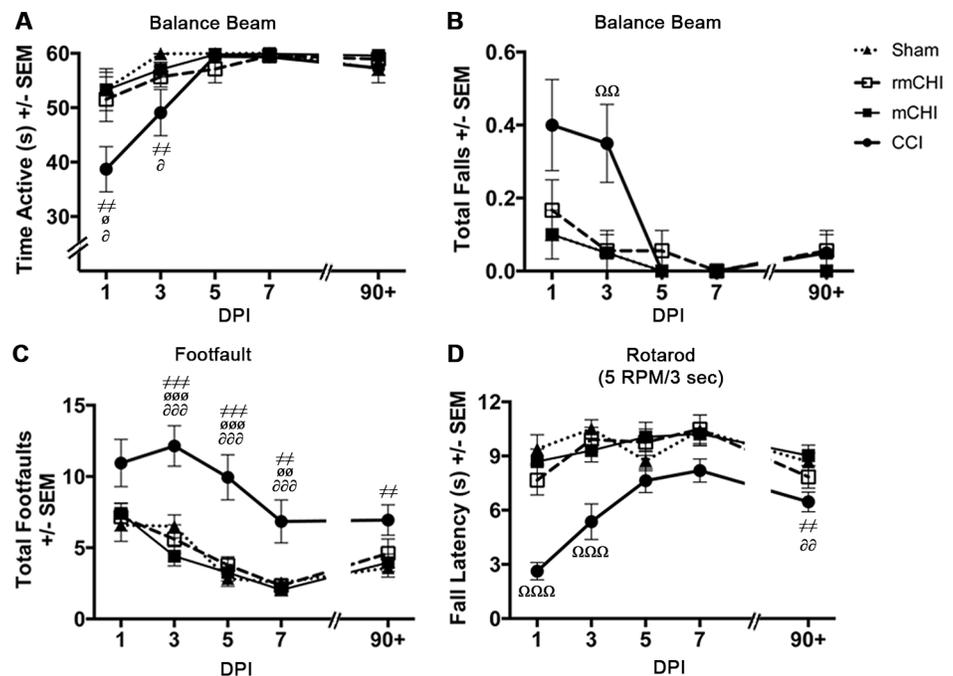 A
Balance Beam
Time Active (s) +/- SEM
60
50
40
30
≠≠
ø
∂
≠≠
∂
1
3
5
7
90+
DPI
B
Balance Beam
Total Falls +/- SEM
0.6
0.4
0.2
0.0
ΩΩ
1
3
5
7
90+
DPI
Sham
rmCHI
mCHI
CCI
C
Footfault
Total Footfaults
+/- SEM
15
10
5
0
≠≠≠
øøø
∂∂∂
≠≠≠
øøø
∂∂∂
≠≠
øø
∂∂∂
≠≠
1
3
5
7
90+
DPI
D
Rotarod
(5 RPM/3 sec)
Fall Latency (s) +/- SEM
12
9
6
3
0
ΩΩΩ
ΩΩΩ
≠≠
∂∂
1
3
5
7
90+
DPI